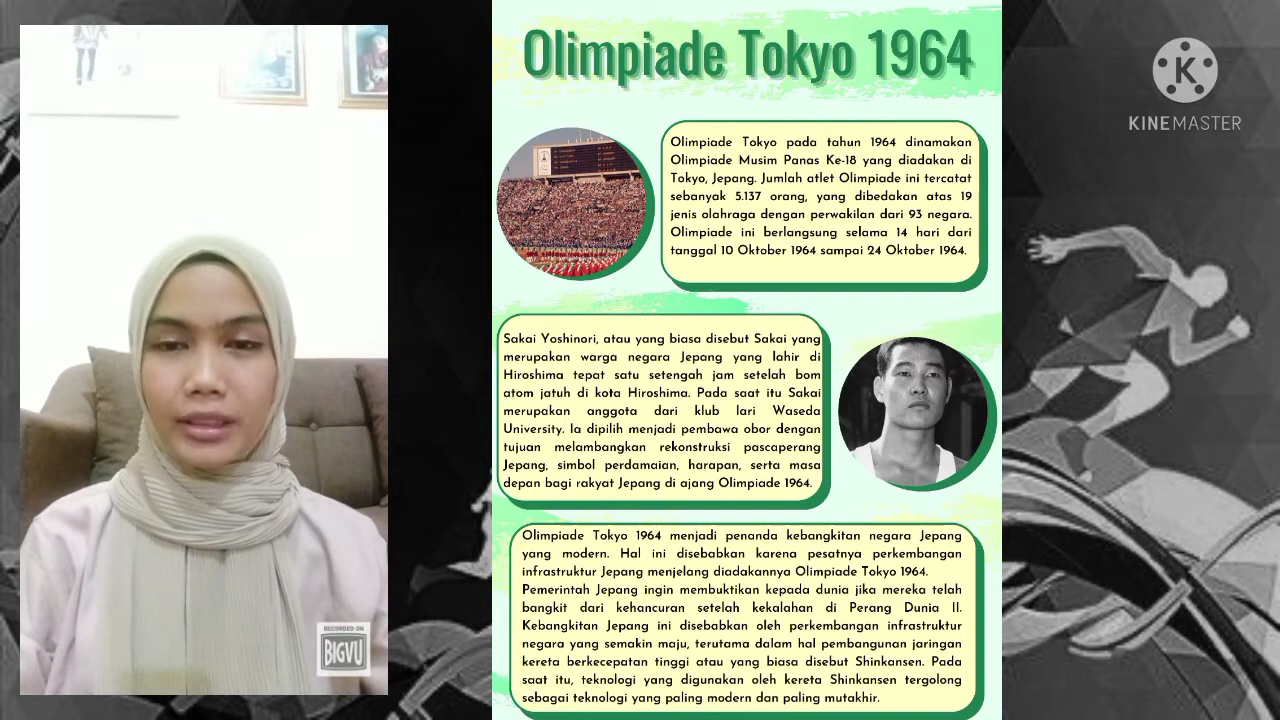 Olimpiade Tokyo 1964
KINEMASTER
Olimpiade Tokyo pada tahun 1964 dinamakan
Olimpiade Musim Panas Ke-18 yang diadakan di
Tokyo, Jepang. Jumlah atlet Olimpiade ini tercatat
sebanyak 5.137 orang, yang dibedakan atas 19
jenis olahraga dengan perwakilan dari 93 negara.
Olimpiade ini berlangsung selama 14 hari dari
tanggal 10 Oktober 1964 sampai 24 Oktober 1964.
Sakai Yoshinori, atau yang biasa disebut Sakai yang
merupakan warga negara Jepang yang lahir di
Hiroshima tepat satu setengah jam setelah bom
atom jatuh di kota Hiroshima. Pada saat itu Sakai
merupakan anggota dari klub lari Waseda
University. Ia dipilih menjadi pembawa obor dengan
tujuan melambangkan rekonstruksi pascaperang
Jepang, simbol perdamaian, harapan, serta masa
depan bagi rakyat Jepang di ajang Olimpiade 1964.
Olimpiade Tokyo 1964 menjadi penanda kebangkitan negara Jepang
yang modern. Hal ini disebabkan karena pesatnya perkembangan
infrastruktur Jepang menjelang diadakannya Olimpiade Tokyo 1964.
Pemerintah Jepang ingin membuktikan kepada dunia jika mereka telah
bangkit dari kehancuran setelah kekalahan di Perang Dunia II.
Kebangkitan Jepang ini disebabkan oleh perkembangan infrastruktur
negara yang semakin maju, terutama dalam hal pembangunan jaringan
kereta berkecepatan tinggi atau yang biasa disebut Shinkansen. Pada
saat itu, teknologi yang digunakan oleh kereta Shinkansen tergolong
sebagai teknologi yang paling modern dan paling mutakhir.
RECORDED ON
BIGVU